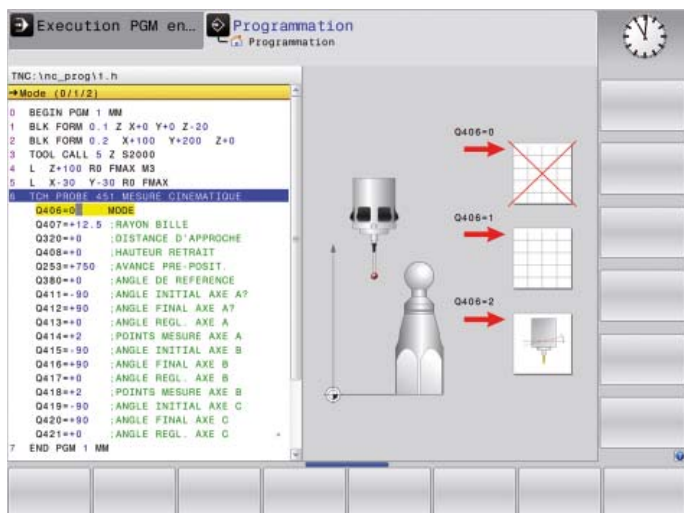 Execution PGM en...
Programmation
Programmation
TNC:\nc_prog\1.h
→Mode (0/1/2)
0 BEGIN PGM 1 MM
1 BLK FORM 0.1 Z X+0 Y+0 Z-20
2 BLK FORM 0.2 X+100 Y+200 Z+0
3 TOOL CALL 5 Z S2000
4 L Z+100 R0 FMAX M3
5 L X-30 Y-30 R0 FMAX
6 TCH PROBE 451 MESURE CINEMATIQUE
Q406=0 MODE
Q407=+12.5 ;RAYON BILLE
Q320=+0 ;DISTANCE D'APPROCHE
Q408=+0 ;HAUTEUR RETRAIT
Q253=+750 ;AVANCE PRE-POSIT.
Q380=+0 ;ANGLE DE REFERENCE
Q411=-90 ;ANGLE INITIAL AXE A?
Q412=+90 ;ANGLE FINAL AXE A?
Q413=+0 ;ANGLE REGL. AXE A
Q414=+2 ;POINTS MESURE AXE A
Q415=-90 ;ANGLE INITIAL AXE B
Q416=+90 ;ANGLE FINAL AXE B
Q417=+0 ;ANGLE REGL. AXE B
Q418=+2 ;POINTS MESURE AXE B
Q419=-90 ;ANGLE INITIAL AXE C
Q420=+90 ;ANGLE FINAL AXE C
Q421=+0 ;ANGLE REGL. AXE C
7 END PGM 1 MM
Q406=0
Q406=1
Q406=2